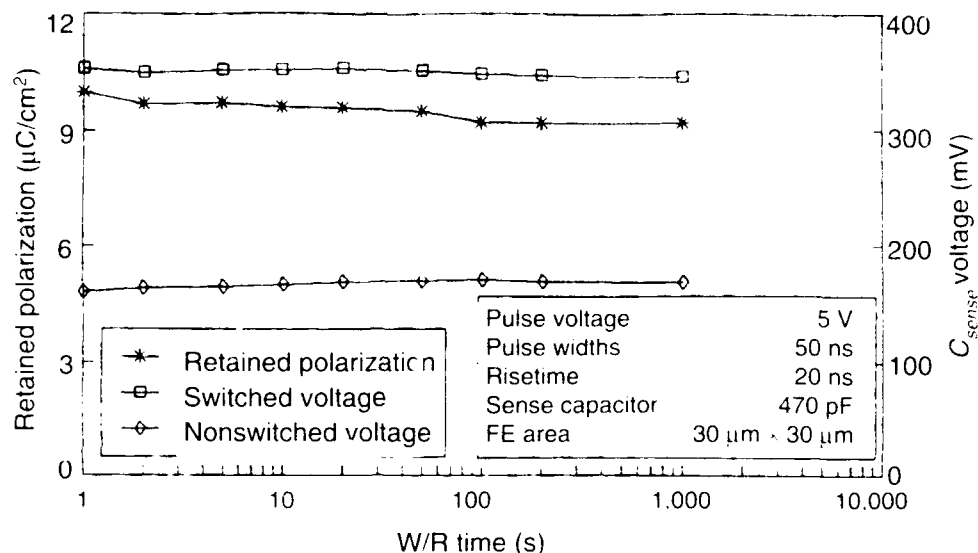 Retained polarization (µC/cm²)
12
9
6
3
0
400
300
200
100
0
C_sense voltage (mV)
Retained polarization
Switched voltage
Nonswitched voltage
Pulse voltage 5 V
Pulse widths 50 ns
Risetime 20 ns
Sense capacitor 470 pF
FE area 30 µm × 30 µm
1 10 100 1.000 10.000
W/R time (s)